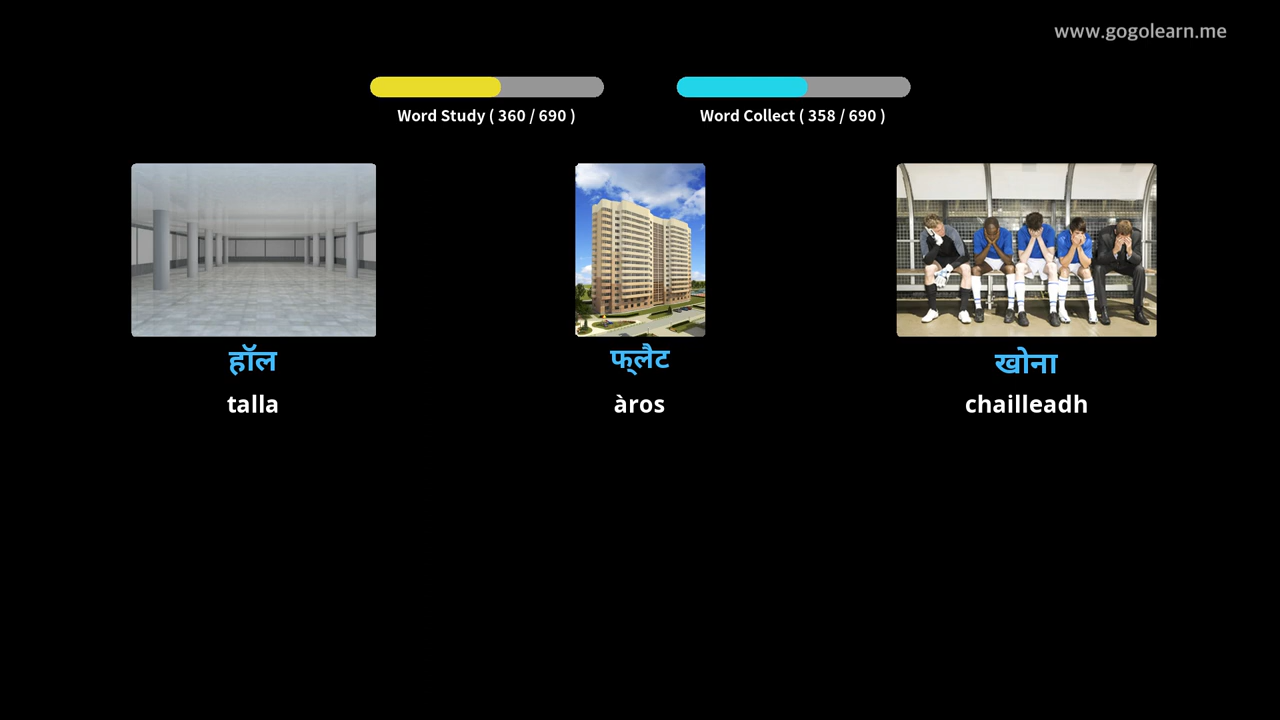 www.gogolearn.me
Word Study ( 360 / 690 )
Word Collect ( 358 / 690 )
हॉल
फ्लैट
खोना
talla
àros
chailleadh